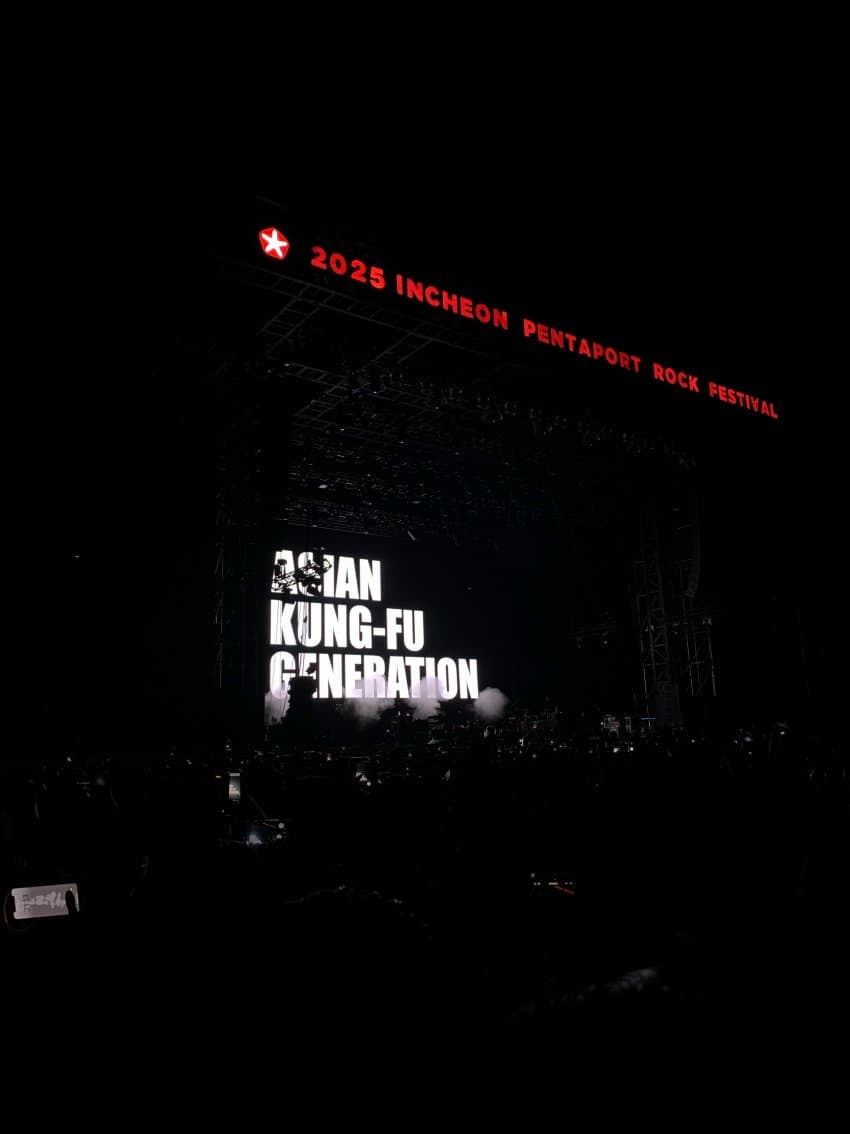 2025 INCHEON PENTAPORT ROCK FESTIVAL
ASIAN
KUNG-FU
GENERATION